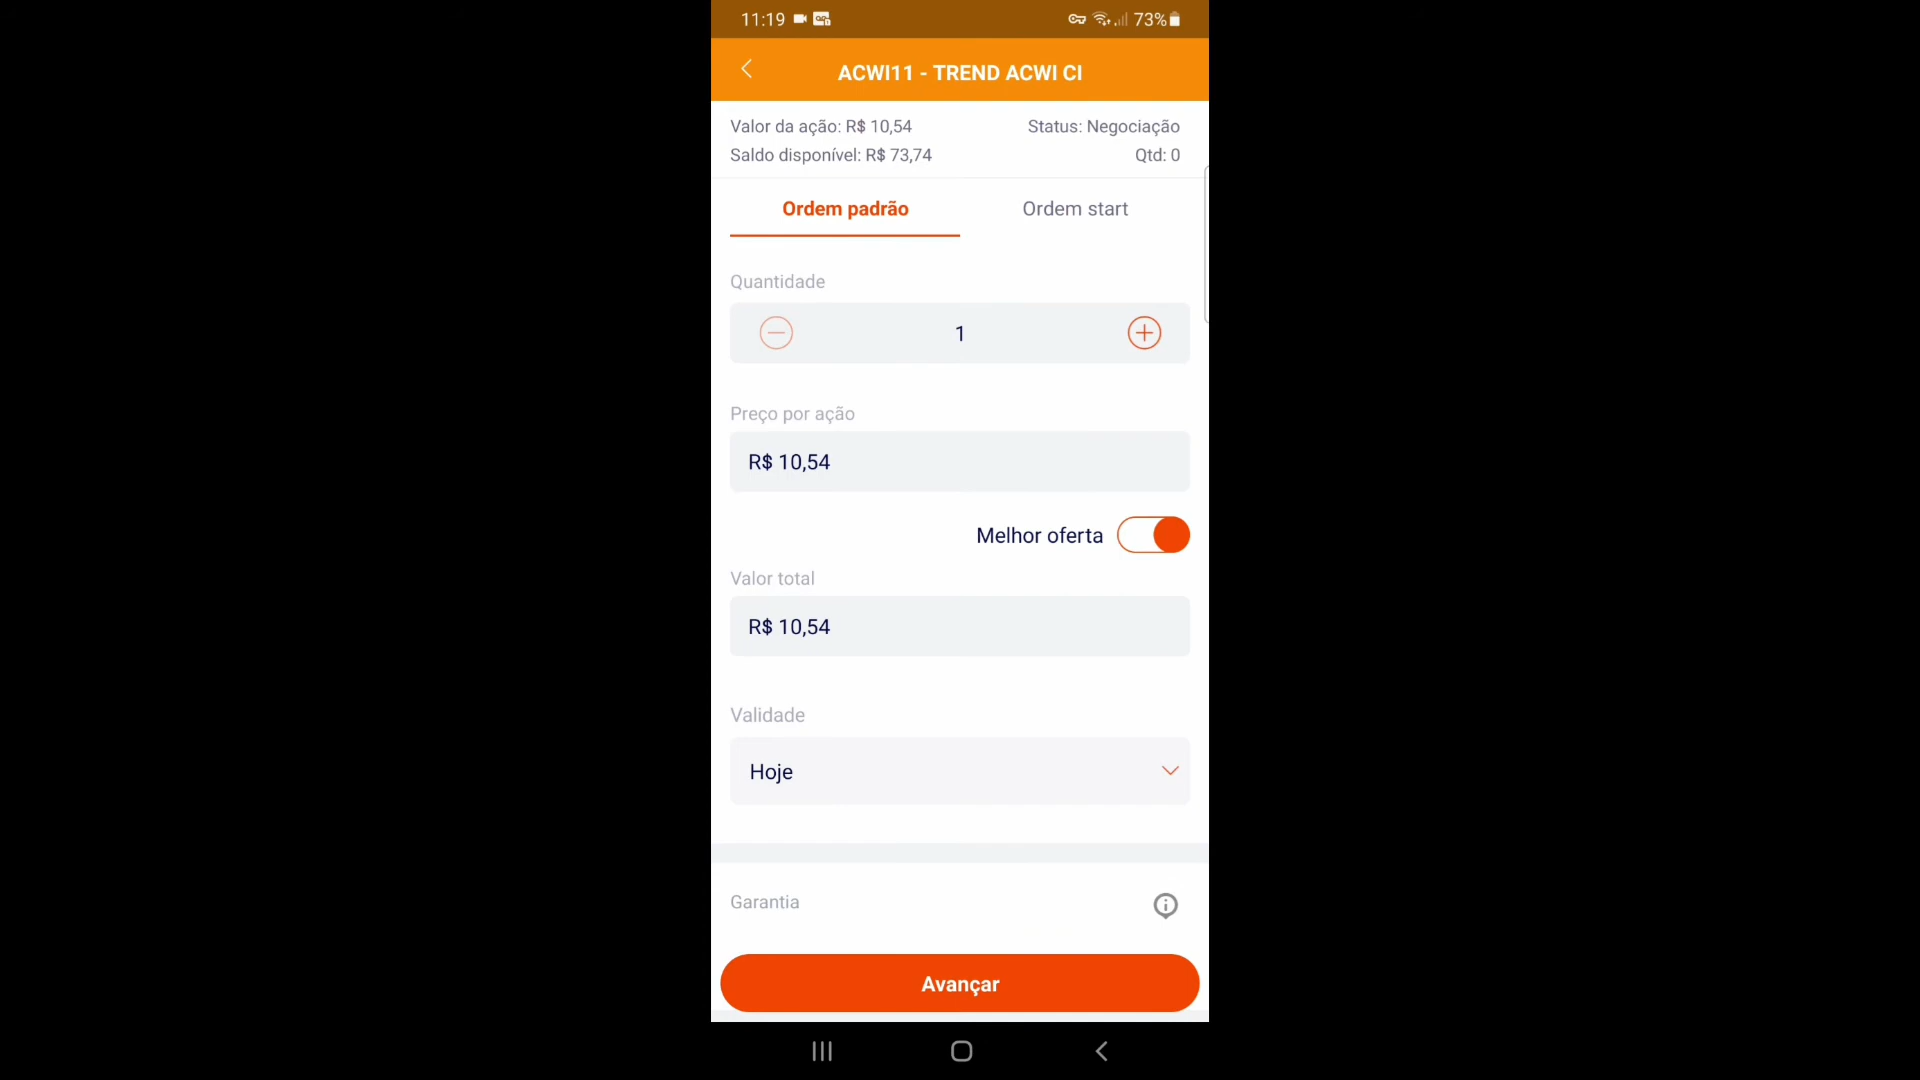 11:19 73%
ACWI11 - TREND ACWI CI
Valor da ação: R$ 10,54 Status: Negociação
Saldo disponível: R$ 73,74 Qtd: 0
Ordem padrão Ordem start
Quantidade
1
Preço por ação
R$ 10,54
Melhor oferta
Valor total
R$ 10,54
Validade
Hoje
Garantia
Avançar